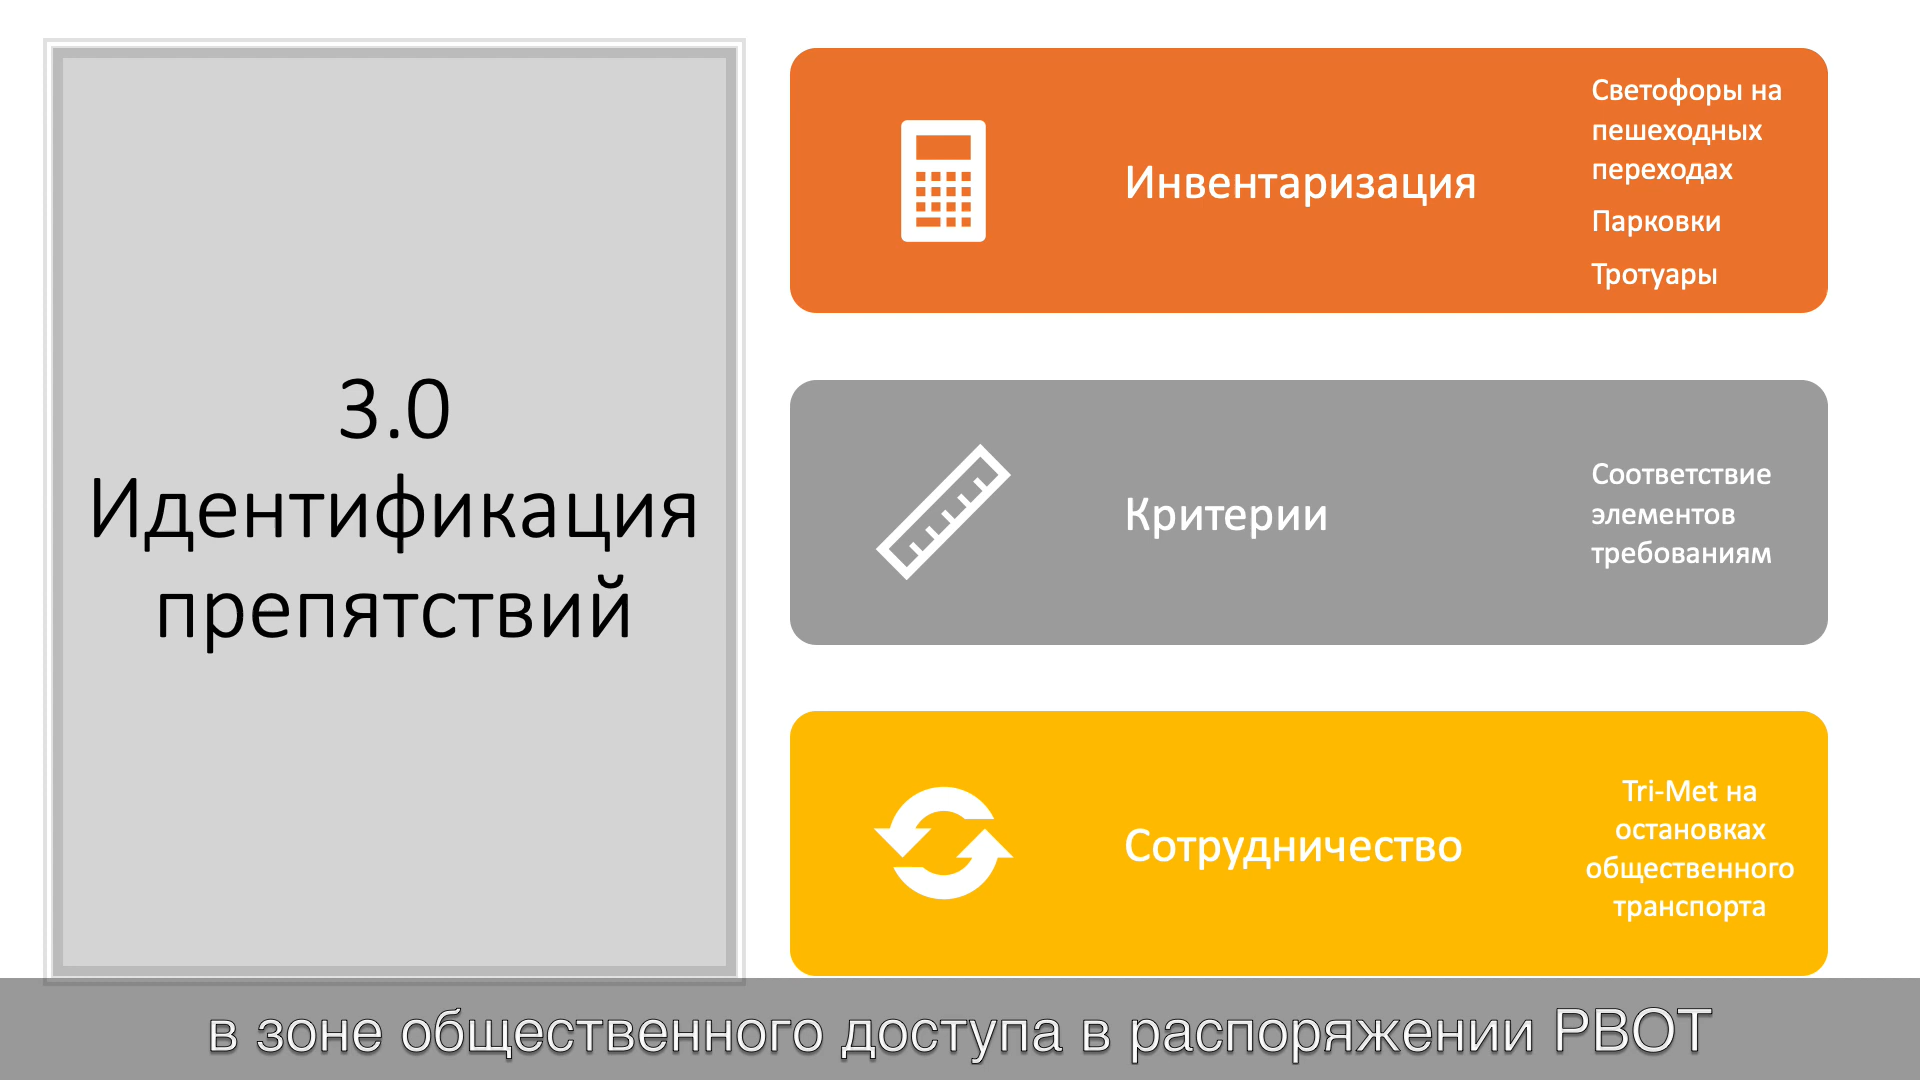 3.0
Идентификация
препятствий
Инвентаризация
Светофоры на
пешеходных
переходах
Парковки
Тротуары
Критерии
Соответствие
элементов
требованиям
Сотрудничество
Tri-Met на
остановках
общественного
транспорта
в зоне общественного доступа в распоряжении PBOT